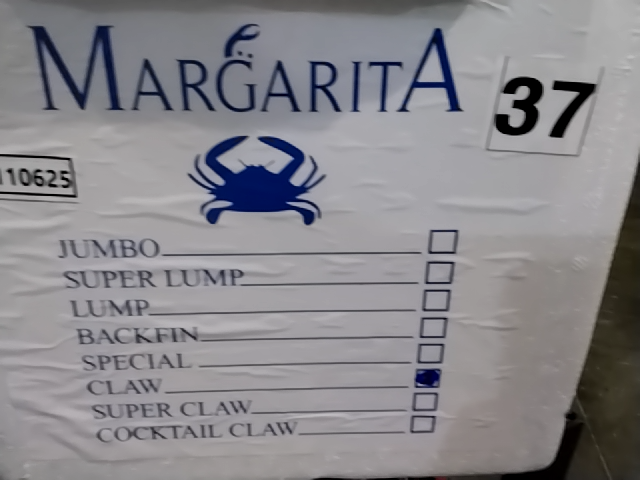 MARGARITA
37
10625
JUMBO
SUPER LUMP
LUMP
BACKFIN
SPECIAL
CLAW
SUPER CLAW
COCKTAIL CLAW